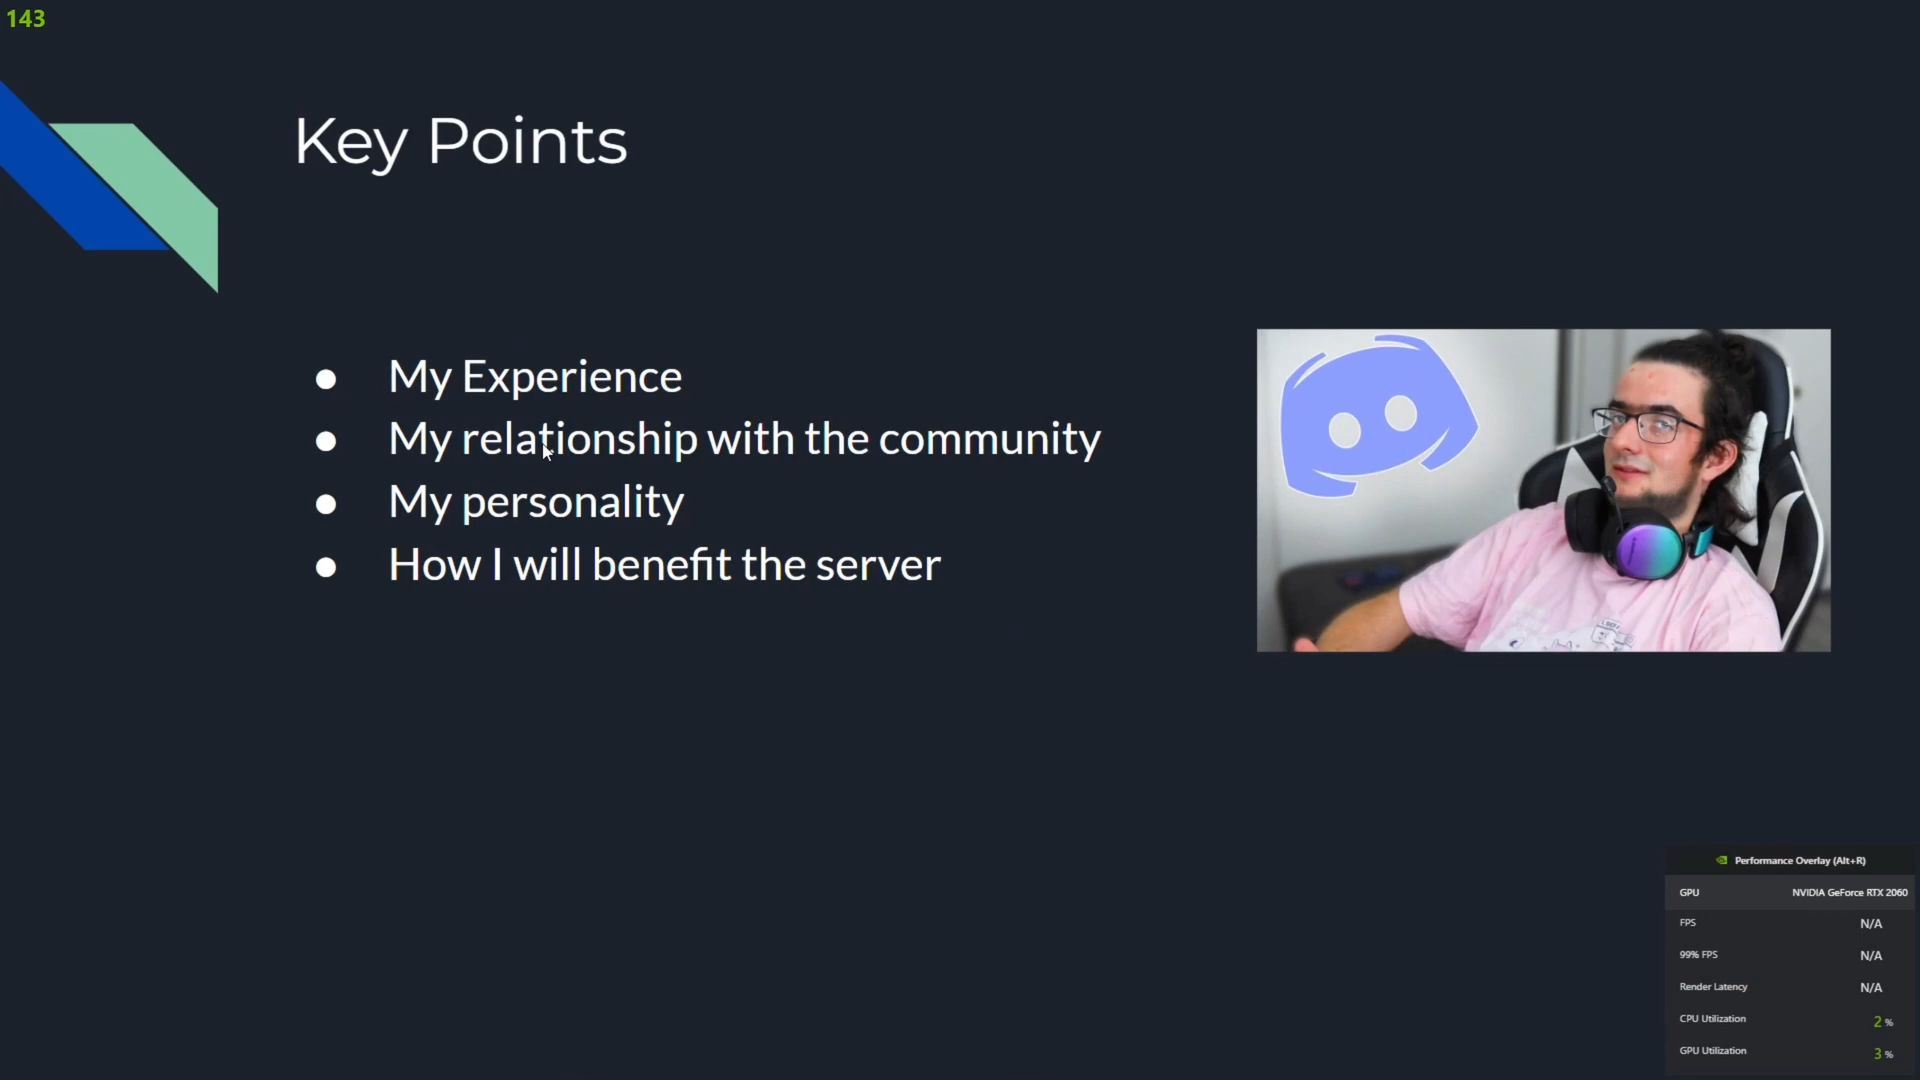 143
Key Points
● My Experience
● My relationship with the community
● My personality
● How I will benefit the server
Performance Overlay (Alt+R)
GPU NVIDIA GeForce RTX 2060
FPS N/A
99% FPS N/A
Render Latency N/A
CPU Utilization 2 %
GPU Utilization 3 %